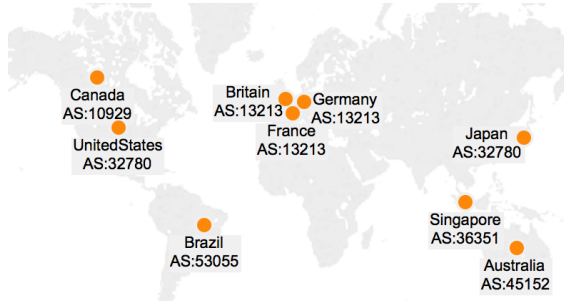 Canada
AS:10929
UnitedStates
AS:32780
Britain
AS:13213
Germany
AS:13213
France
AS:13213
Japan
AS:32780
Singapore
AS:36351
Brazil
AS:53055
Australia
AS:45152